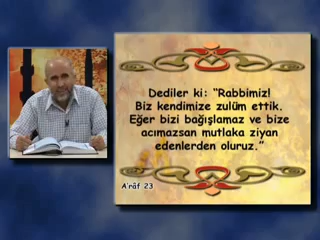 Dediler ki: “Rabbimiz!
Biz kendimize zulüm ettik.
Eğer bizi bağışlamaz ve bize
acımazsan mutlaka ziyan
edenlerden oluruz.”
A'râf 23